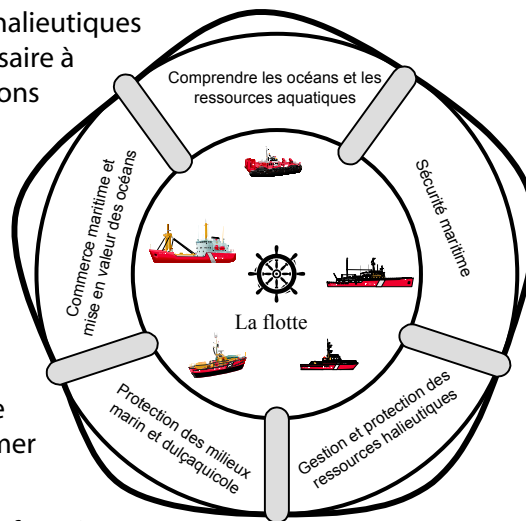 halieutiques
saire à
ons
Comprendre les océans et les
ressources aquatiques
Sécurité maritime
Commerce maritime et
mise en valeur des océans
La flotte
Protection des milieux
marin et dulçaquicole
Gestion et protection des
ressources halieutiques
e
ner